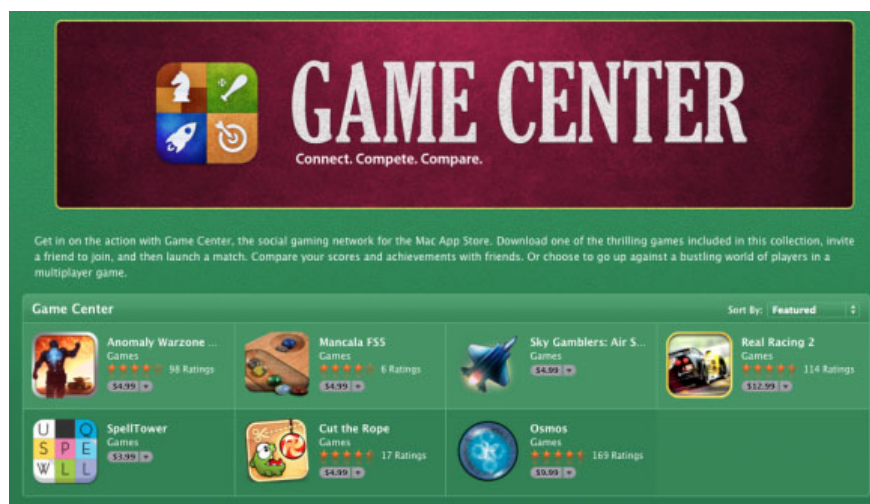 GAME CENTER
Connect. Compete. Compare.
Get in on the action with Game Center, the social gaming network for the Mac App Store. Download one of the thrilling games included in this collection, invite
a friend to join, and then launch a match. Compare your scores and achievements with friends. Or choose to go up against a bustling world of players in a
multiplayer game.
Game Center
Sort By: Featured
Anomaly Warzone ...
Games
98 Ratings
$4.99
Mancala FS5
Games
6 Ratings
$4.99
Sky Gamblers: Air S...
Games
$4.99
Real Racing 2
Games
114 Ratings
$12.99
U Q
S P E
W L L
SpellTower
Games
$3.99
Cut the Rope
Games
17 Ratings
$4.99
Osmos
Games
169 Ratings
$9.99